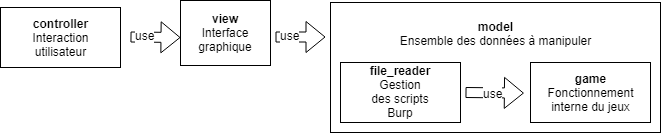 controller
Interaction
utilisateur
use
view
Interface
graphique
use
model
Ensemble des données à manipuler
file_reader
Gestion
des scripts
Burp
use
game
Fonctionnement
interne du jeux